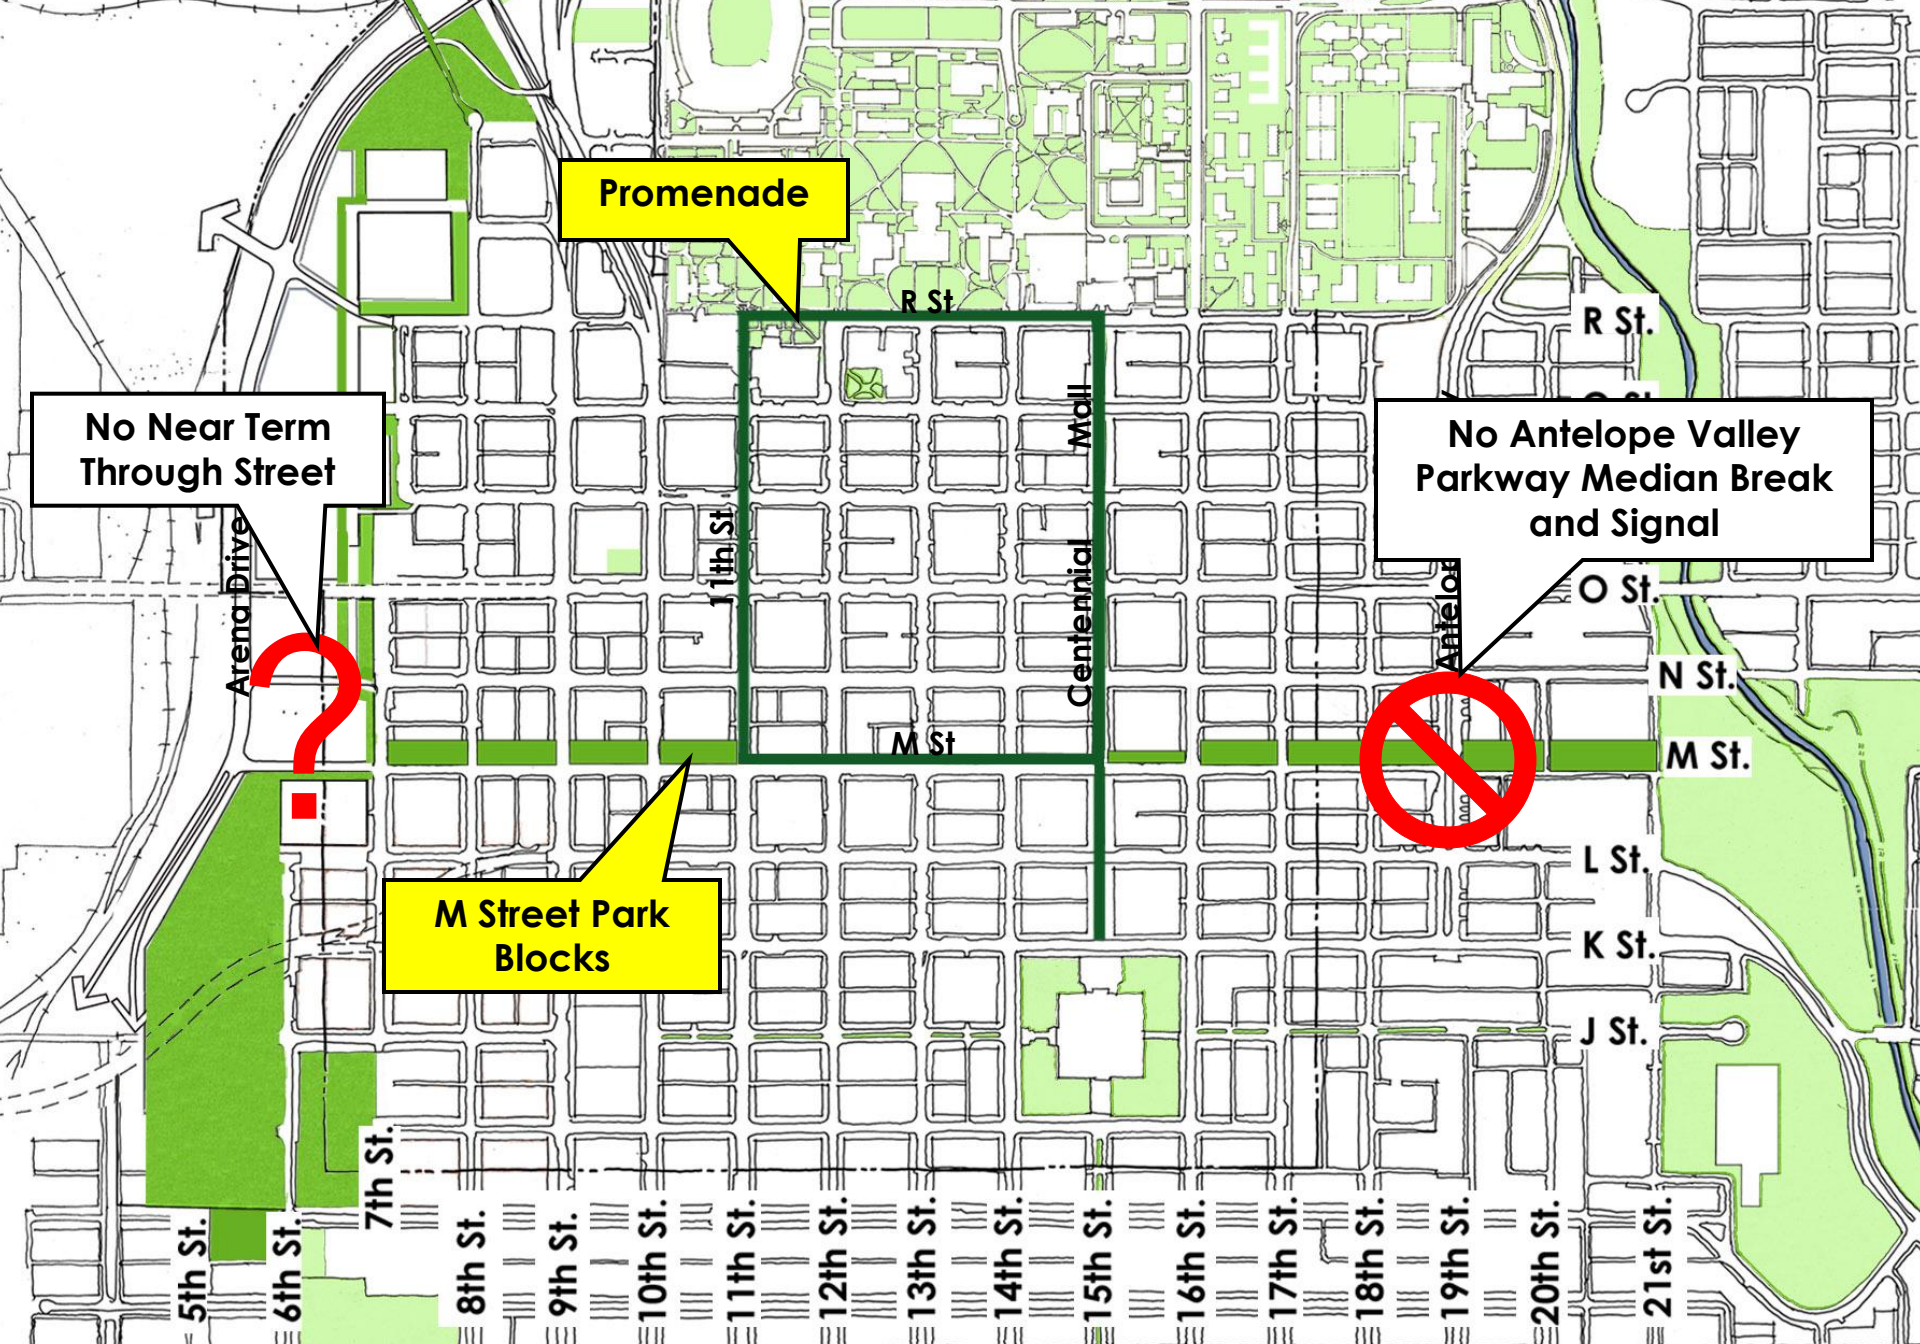 Promenade
R St
R St.
No Near Term
Through Street
Mall
No Antelope Valley
Parkway Median Break
and Signal
11th St
Arena Drive
Centennial
O St.
N St.
M St
M St.
L St.
M Street Park
Blocks
K St.
J St.
7th St.
5th St.
6th St.
8th St.
9th St.
10th St.
11th St.
12th St.
13th St.
14th St.
15th St.
16th St.
17th St.
18th St.
19th St.
20th St.
21st St.